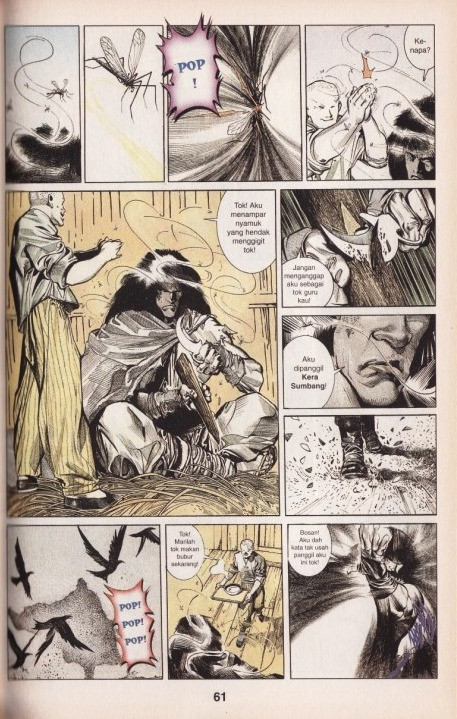 POP
!
Ke-
napa?
Tok! Aku
menampar
nyamuk
yang hendak
menggigit
tok!
Jangan
menganggap
aku sebagai
tok guru
kau!
Aku
dipanggil
Kera
Sumbang!
POP!
POP!
POP!
Tok!
Marilah
tok makan
bubur
sekarang!
Bosan!
Aku dah
kata tak usah
panggil aku
ini tok!
61